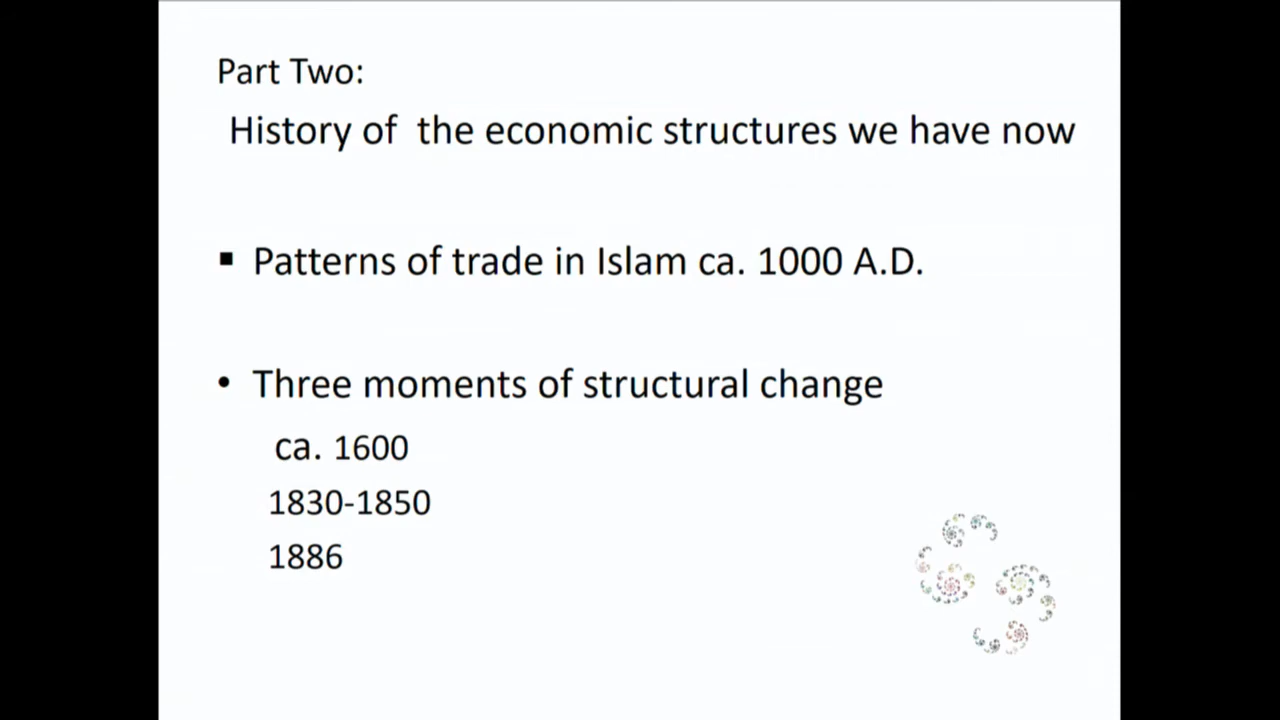 Part Two:
History of the economic structures we have now
▪ Patterns of trade in Islam ca. 1000 A.D.
• Three moments of structural change
ca. 1600
1830-1850
1886